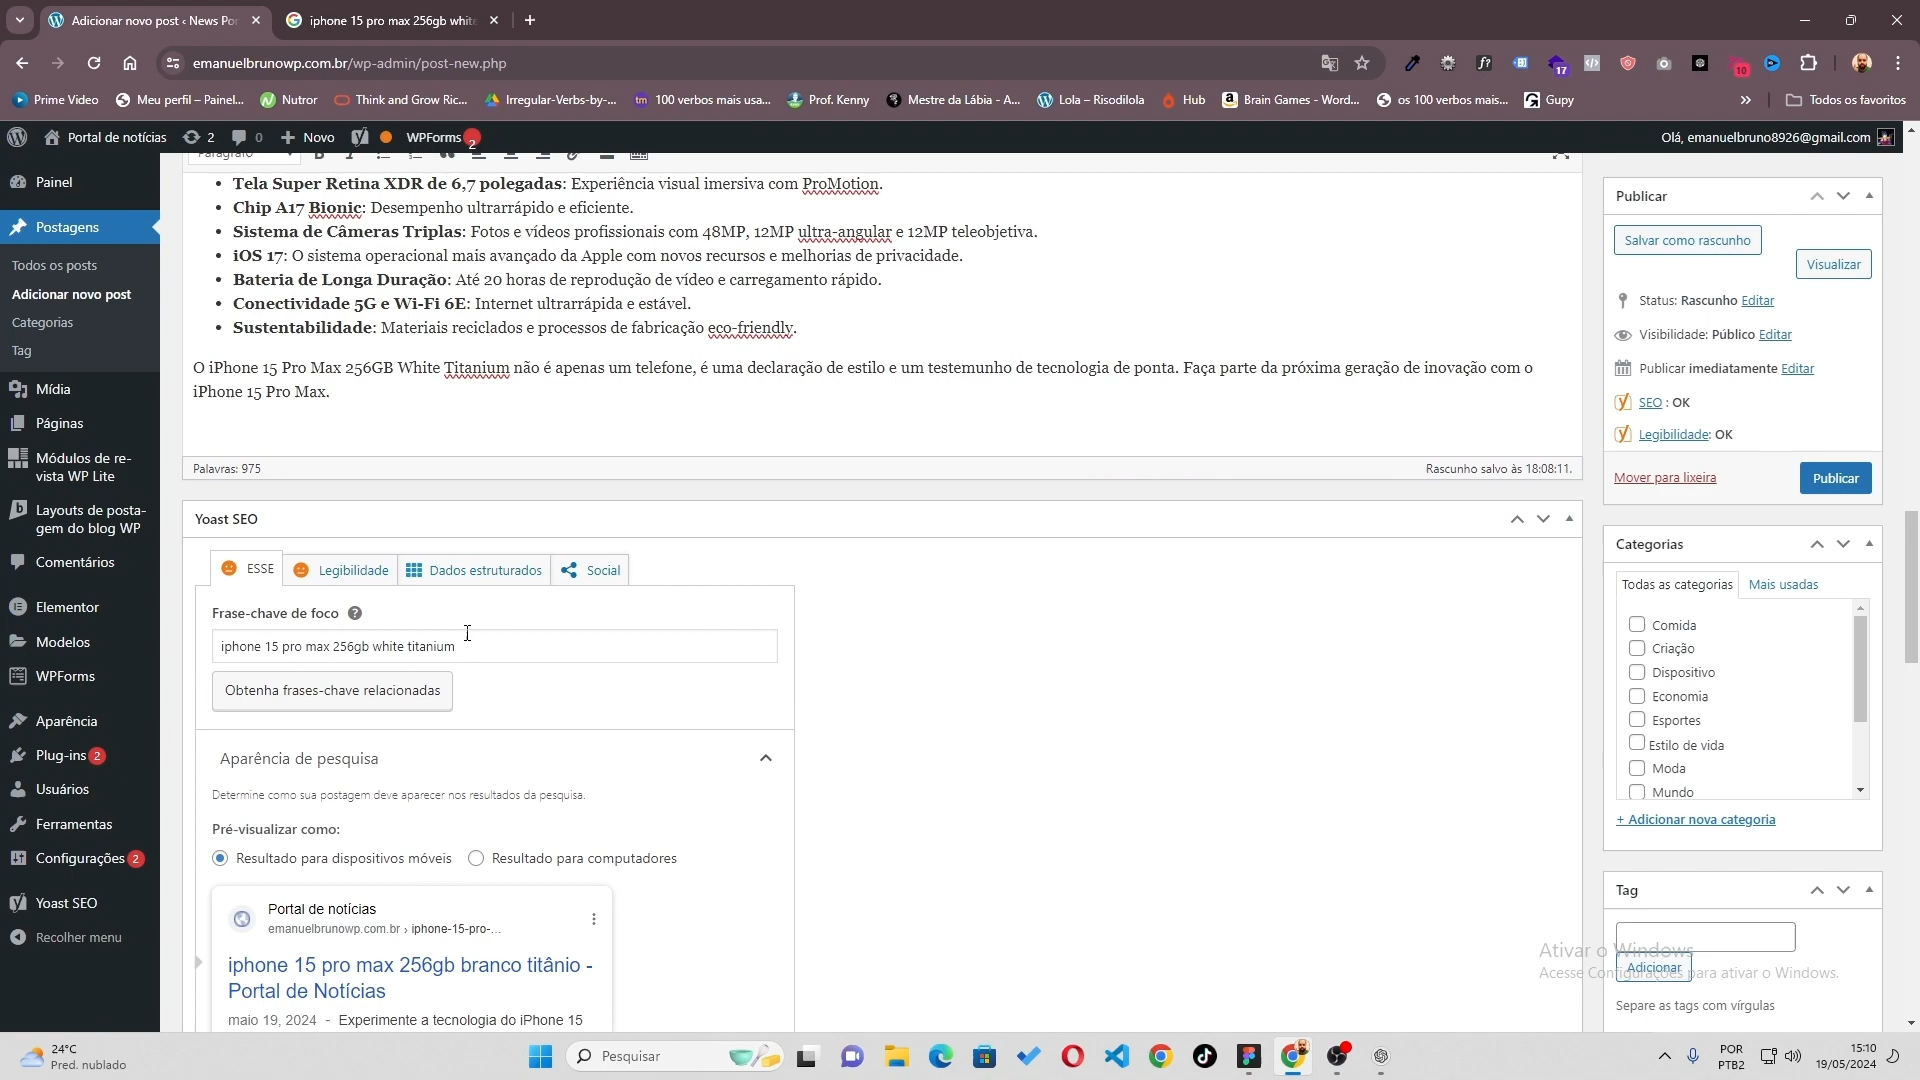 Adicionar novo post ‹ News Por
iphone 15 pro max 256gb white
emanuelbrunowp.com.br/wp-admin/post-new.php
17
10
Prime Video
Meu perfil – Painel...
Nutror
Think and Grow Ric...
Irregular-Verbs-by-...
100 verbos mais usa...
Prof. Kenny
Mestre da Lábia - A...
Lola – Risodilola
Hub
Brain Games - Word...
os 100 verbos mais...
Gupy
Todos os favoritos
Portal de notícias
2
0
Novo
WPForms
2
Olá, emanuelbruno8926@gmail.com
Painel
Postagens
Todos os posts
Adicionar novo post
Categorias
Tag
Mídia
Páginas
Módulos de re-
vista WP Lite
Layouts de posta-
gem do blog WP
Comentários
Elementor
Modelos
WPForms
Aparência
Plug-ins 2
Usuários
Ferramentas
Configurações 2
Yoast SEO
Recolher menu
Parágrafo
• Tela Super Retina XDR de 6,7 polegadas: Experiência visual imersiva com ProMotion.
• Chip A17 Bionic: Desempenho ultrarrápido e eficiente.
• Sistema de Câmeras Triplas: Fotos e vídeos profissionais com 48MP, 12MP ultra-angular e 12MP teleobjetiva.
• iOS 17: O sistema operacional mais avançado da Apple com novos recursos e melhorias de privacidade.
• Bateria de Longa Duração: Até 20 horas de reprodução de vídeo e carregamento rápido.
• Conectividade 5G e Wi-Fi 6E: Internet ultrarrápida e estável.
• Sustentabilidade: Materiais reciclados e processos de fabricação eco-friendly.
O iPhone 15 Pro Max 256GB White Titanium não é apenas um telefone, é uma declaração de estilo e um testemunho de tecnologia de ponta. Faça parte da próxima geração de inovação com o
iPhone 15 Pro Max.
Palavras: 975
Rascunho salvo às 18:08:11.
Yoast SEO
ESSE
Legibilidade
Dados estruturados
Social
Frase-chave de foco
iphone 15 pro max 256gb white titanium
Obtenha frases-chave relacionadas
Aparência de pesquisa
Determine como sua postagem deve aparecer nos resultados da pesquisa.
Pré-visualizar como:
Resultado para dispositivos móveis
Resultado para computadores
Portal de notícias
emanuelbrunowp.com.br › iphone-15-pro-...
iphone 15 pro max 256gb branco titânio -
Portal de Notícias
maio 19, 2024 - Experimente a tecnologia do iPhone 15
Publicar
Salvar como rascunho
Visualizar
Status: Rascunho Editar
Visibilidade: Público Editar
Publicar imediatamente Editar
SEO : OK
Legibilidade: OK
Mover para lixeira
Publicar
Categorias
Todas as categorias
Mais usadas
Comida
Criação
Dispositivo
Economia
Esportes
Estilo de vida
Moda
Mundo
+ Adicionar nova categoria
Tag
Adicionar
Separe as tags com vírgulas
Ativar o Windows
Acesse Configurações para ativar o Windows.
24°C
Pred. nublado
Pesquisar
POR
PTB2
15:10
19/05/2024